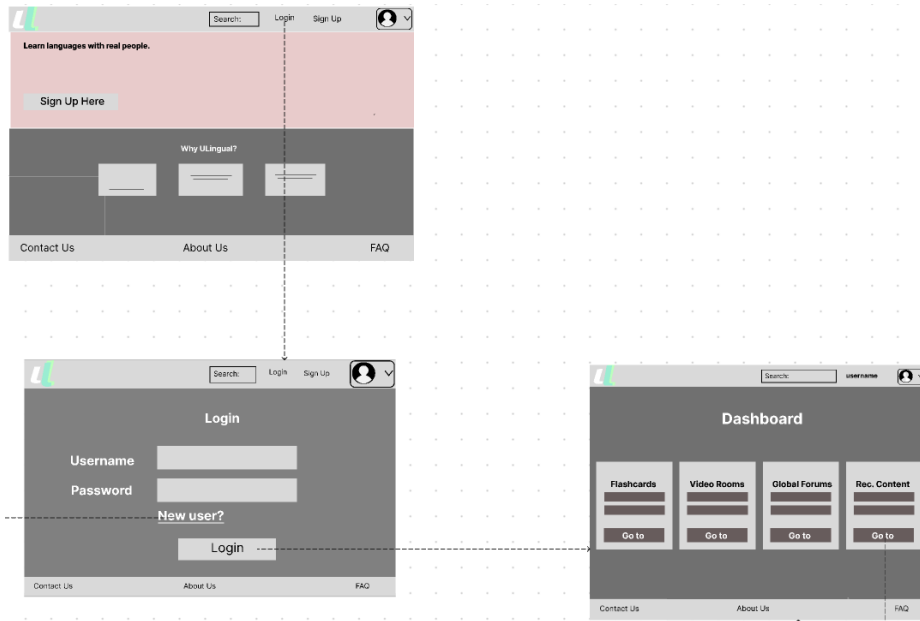 Search:
Login
Sign Up
Learn languages with real people.
Sign Up Here
Why ULingual?
Contact Us
About Us
FAQ
Search:
Login
Sign Up
Login
Username
Password
New user?
Login
Contact Us
About Us
FAQ
Search:
username
Dashboard
Flashcards
Video Rooms
Global Forums
Rec. Content
Go to
Go to
Go to
Go to
Contact Us
About Us
FAQ